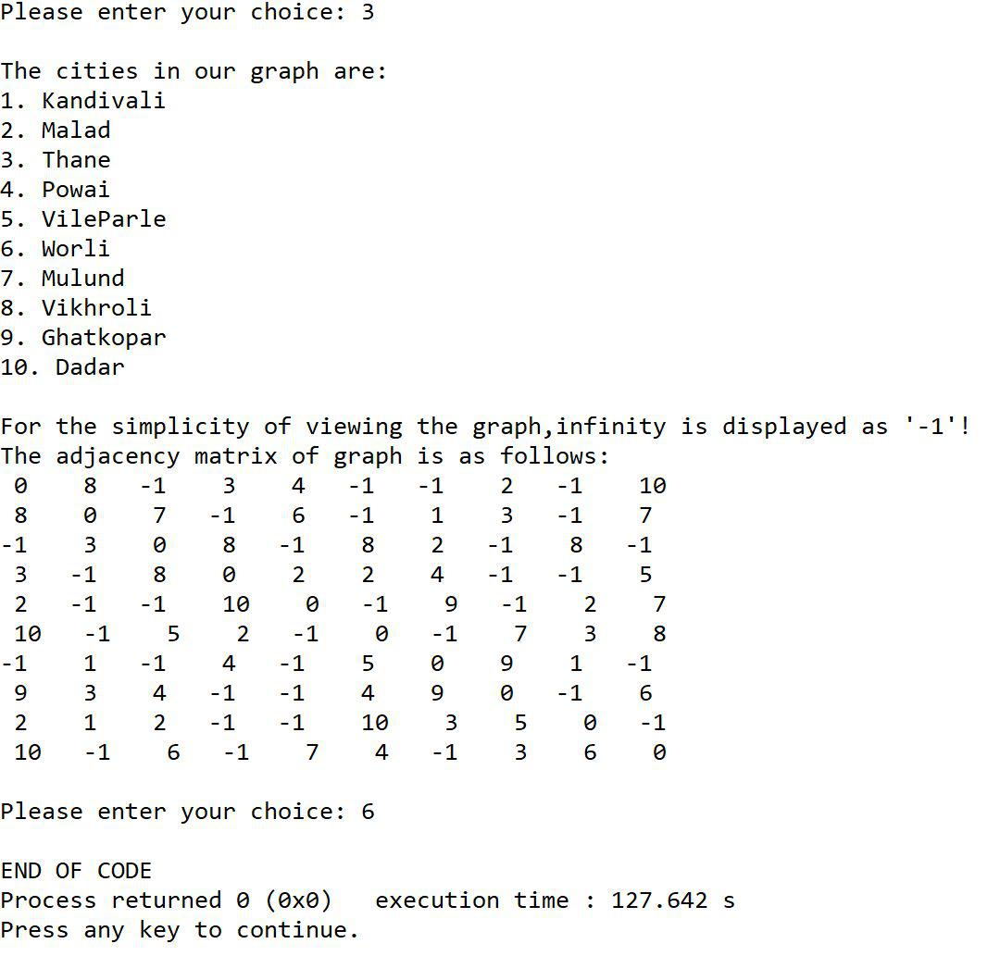 Please enter your choice: 3
The cities in our graph are:
1. Kandivali
2. Malad
3. Thane
4. Powai
5. VileParle
6. Worli
7. Mulund
8. Vikhroli
9. Ghatkopar
10. Dadar
For the simplicity of viewing the graph,infinity is displayed as '-1'!
The adjacency matrix of graph is as follows:
0 8 -1 3 4 -1 -1 2 -1 10
8 0 7 -1 6 -1 1 3 -1 7
-1 3 0 8 -1 8 2 -1 8 -1
3 -1 8 0 2 2 4 -1 -1 5
2 -1 -1 10 0 -1 9 -1 2 7
10 -1 5 2 -1 0 -1 7 3 8
-1 1 -1 4 -1 5 0 9 1 -1
9 3 4 -1 -1 4 9 0 -1 6
2 1 2 -1 -1 10 3 5 0 -1
10 -1 6 -1 7 4 -1 3 6 0
Please enter your choice: 6
END OF CODE
Process returned 0 (0x0) execution time : 127.642 s
Press any key to continue.